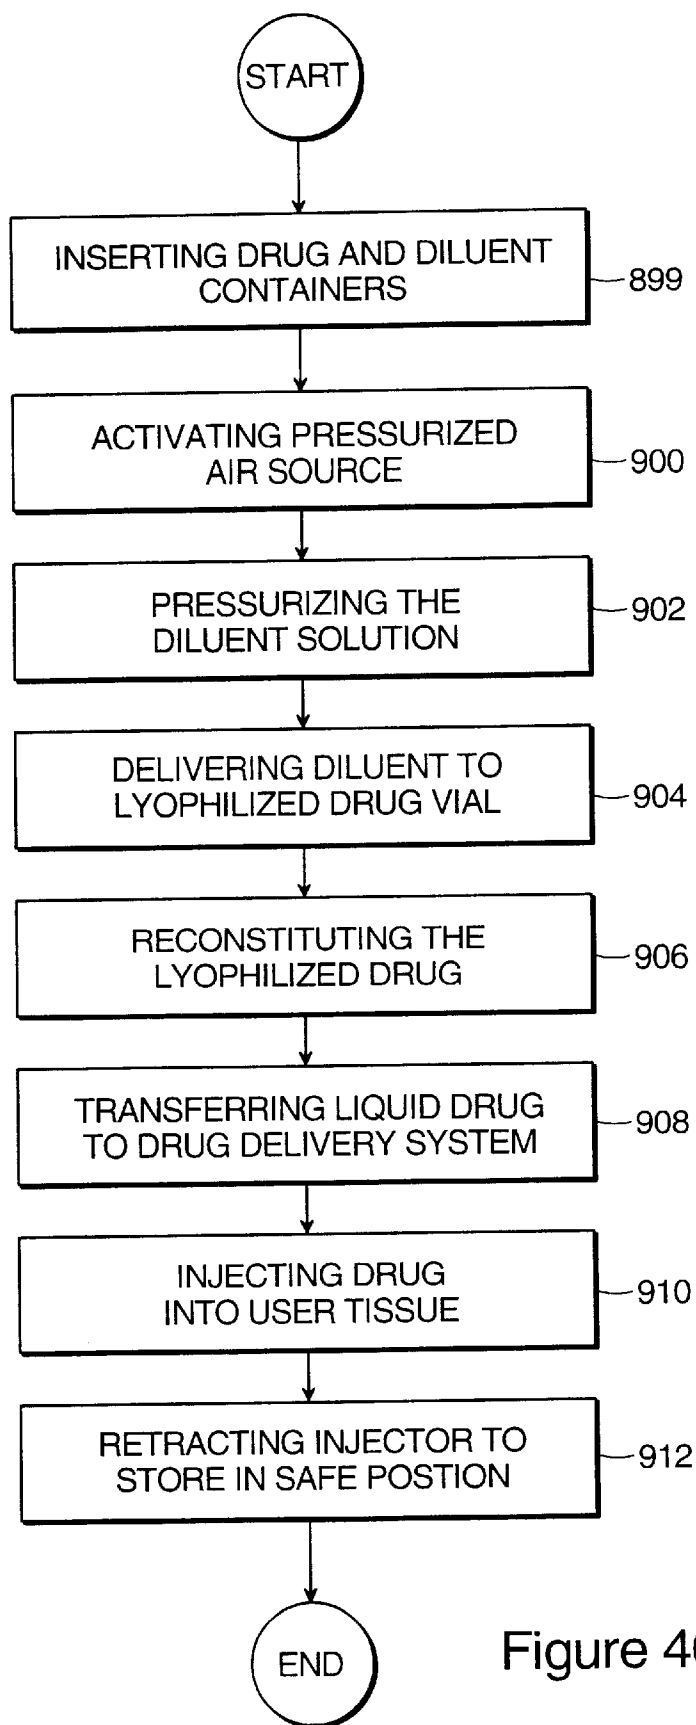 START
INSERTING DRUG AND DILUENT
CONTAINERS
899
ACTIVATING PRESSURIZED
AIR SOURCE
900
PRESSURIZING THE
DILUENT SOLUTION
902
DELIVERING DILUENT TO
LYOPHILIZED DRUG VIAL
904
RECONSTITUTING THE
LYOPHILIZED DRUG
906
TRANSFERRING LIQUID DRUG
TO DRUG DELIVERY SYSTEM
908
INJECTING DRUG
INTO USER TISSUE
910
RETRACTING INJECTOR TO
STORE IN SAFE POSTION
912
END
Figure